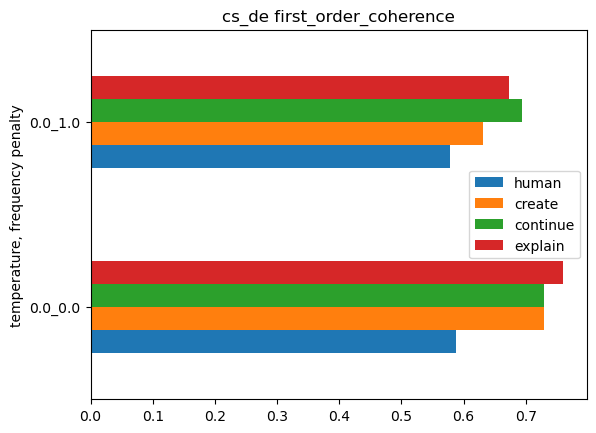 cs_de first_order_coherence
temperature, frequency penalty
0.0_1.0
0.0_0.0
human
create
continue
explain
0.0 0.1 0.2 0.3 0.4 0.5 0.6 0.7